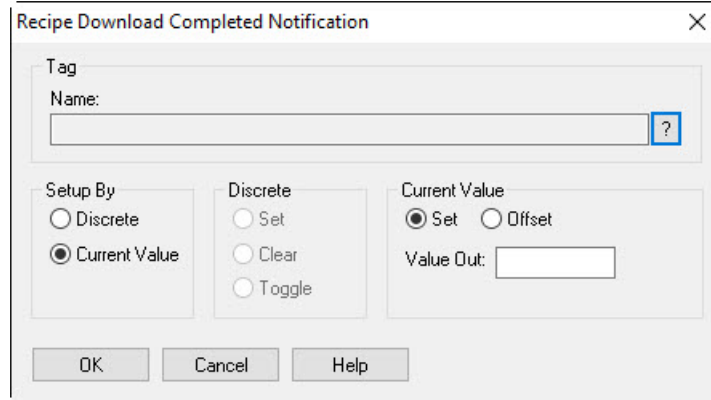 Recipe Download Completed Notification
Tag
Name:
?
Setup By
Discrete
Current Value
Discrete
Set
Clear
Toggle
Current Value
Set Offset
Value Out:
OK Cancel Help